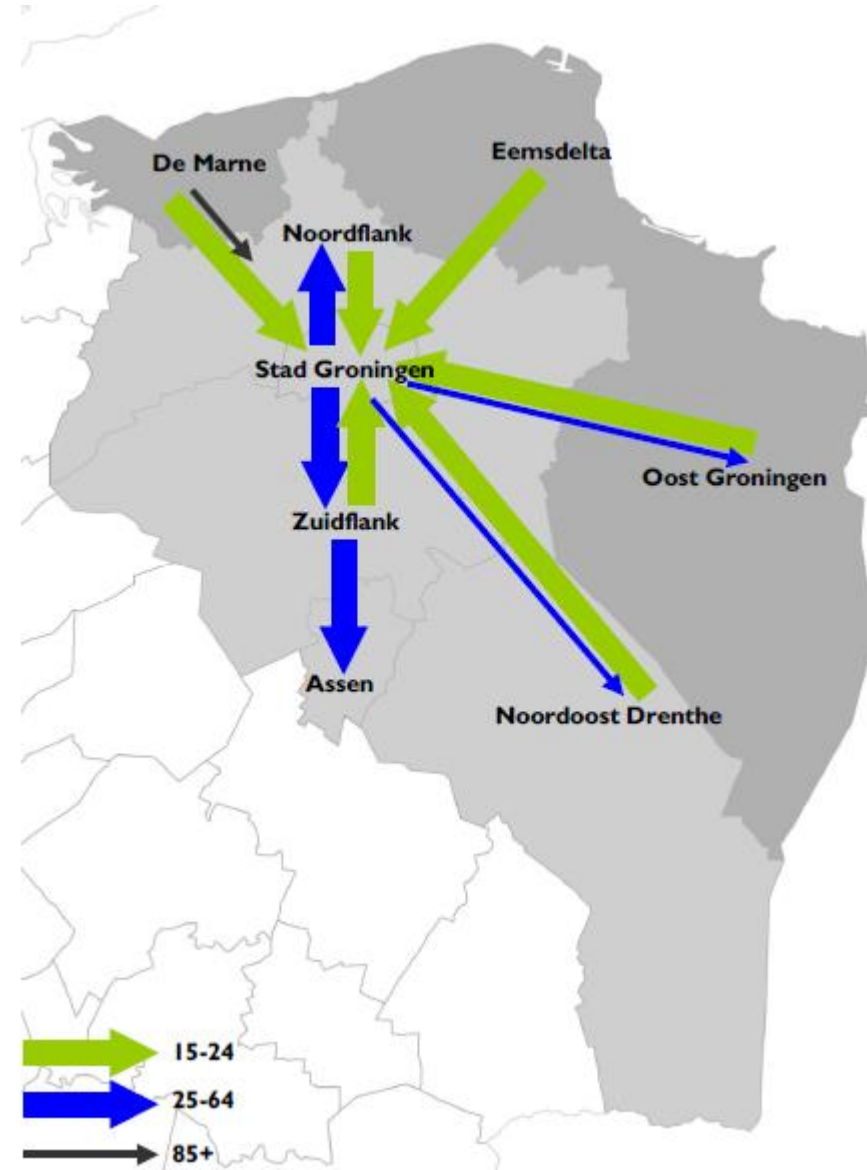 De Marne
Eemsdelta
Noordflank
Stad Groningen
Oost Groningen
Zuidflank
Assen
Noordoost Drenthe
15-24
25-64
85+